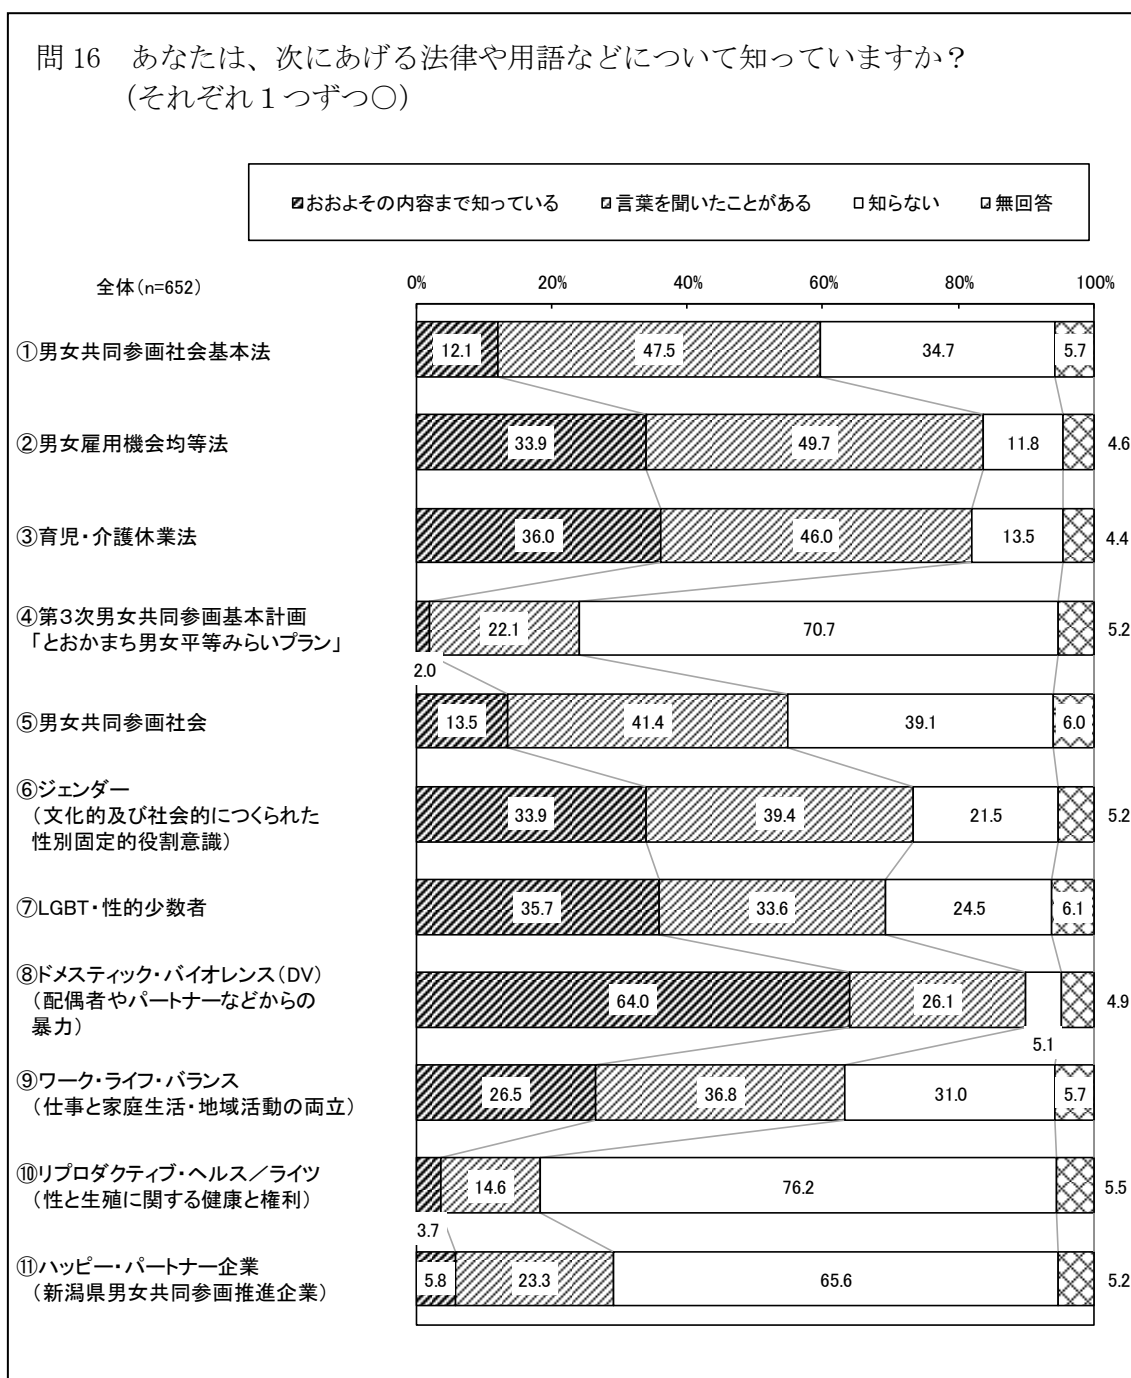 問16 あなたは、次にあげる法律や用語などについて知っていますか？
（それぞれ１つずつ○）
おおよその内容まで知っている 言葉を聞いたことがある 知らない 無回答
全体(n=652)
0% 20% 40% 60% 80% 100%
①男女共同参画社会基本法
12.1 47.5 34.7 5.7
②男女雇用機会均等法
33.9 49.7 11.8 4.6
③育児・介護休業法
36.0 46.0 13.5 4.4
④第3次男女共同参画基本計画
「とおかまち男女平等みらいプラン」
2.0 22.1 70.7 5.2
⑤男女共同参画社会
13.5 41.4 39.1 6.0
⑥ジェンダー
（文化的及び社会的につくられた
性別固定的役割意識）
33.9 39.4 21.5 5.2
⑦LGBT・性的少数者
35.7 33.6 24.5 6.1
⑧ドメスティック・バイオレンス(DV)
（配偶者やパートナーなどからの
暴力）
64.0 26.1 5.1 4.9
⑨ワーク・ライフ・バランス
（仕事と家庭生活・地域活動の両立）
26.5 36.8 31.0 5.7
⑩リプロダクティブ・ヘルス／ライツ
（性と生殖に関する健康と権利）
3.7 14.6 76.2 5.5
⑪ハッピー・パートナー企業
（新潟県男女共同参画推進企業）
5.8 23.3 65.6 5.2